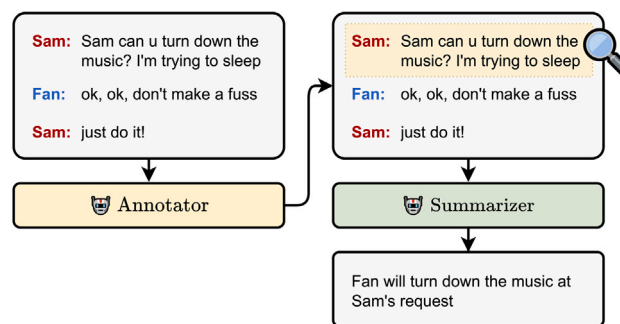 Sam: Sam can u turn down the
music? I'm trying to sleep
Fan: ok, ok, don't make a fuss
Sam: just do it!
Annotator
Sam: Sam can u turn down the
music? I'm trying to sleep
Fan: ok, ok, don't make a fuss
Sam: just do it!
Summarizer
Fan will turn down the music at
Sam's request